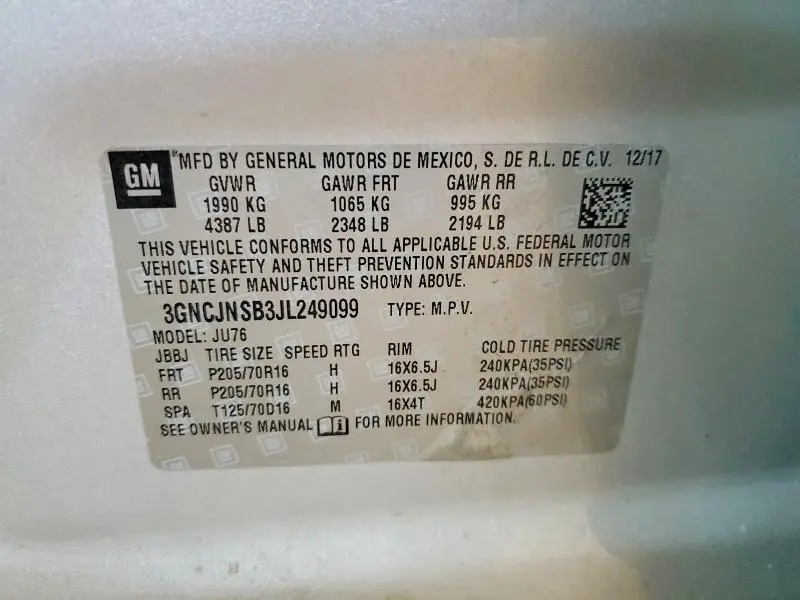 GM ® MFD BY GENERAL MOTORS DE MEXICO, S. DE R.L. DE C.V. 12/17
GVWR GAWR FRT GAWR RR
1990 KG 1065 KG 995 KG
4387 LB 2348 LB 2194 LB
THIS VEHICLE CONFORMS TO ALL APPLICABLE U.S. FEDERAL MOTOR
VEHICLE SAFETY AND THEFT PREVENTION STANDARDS IN EFFECT ON
THE DATE OF MANUFACTURE SHOWN ABOVE.
3GNCJNSB3JL249099 TYPE: M.P.V.
MODEL: JU76
JBBJ TIRE SIZE SPEED RTG RIM COLD TIRE PRESSURE
FRT P205/70R16 H 16X6.5J 240KPA(35PSI)
RR P205/70R16 H 16X6.5J 240KPA(35PSI)
SPA T125/70D16 M 16X4T 420KPA(60PSI)
SEE OWNER'S MANUAL i FOR MORE INFORMATION.